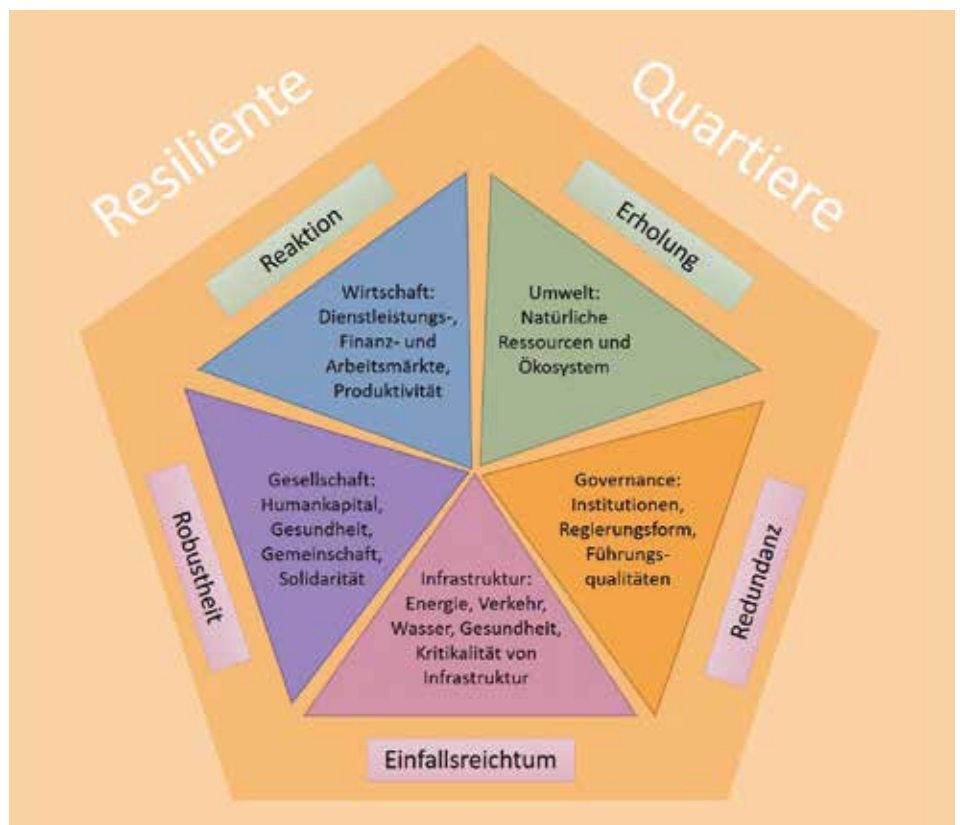 Resiliente
Quartiere
Reaktion
Erholung
Wirtschaft:
Dienstleistungs-,
Finanz- und
Arbeitsmärkte,
Produktivität
Umwelt:
Natürliche
Ressourcen und
Ökosystem
Gesellschaft:
Humankapital,
Gesundheit,
Gemeinschaft,
Solidarität
Governance:
Institutionen,
Regierungsform,
Führungs-
qualitäten
Robustheit
Redundanz
Infrastruktur:
Energie, Verkehr,
Wasser, Gesundheit,
Kritikalität von
Infrastruktur
Einfallsreichtum